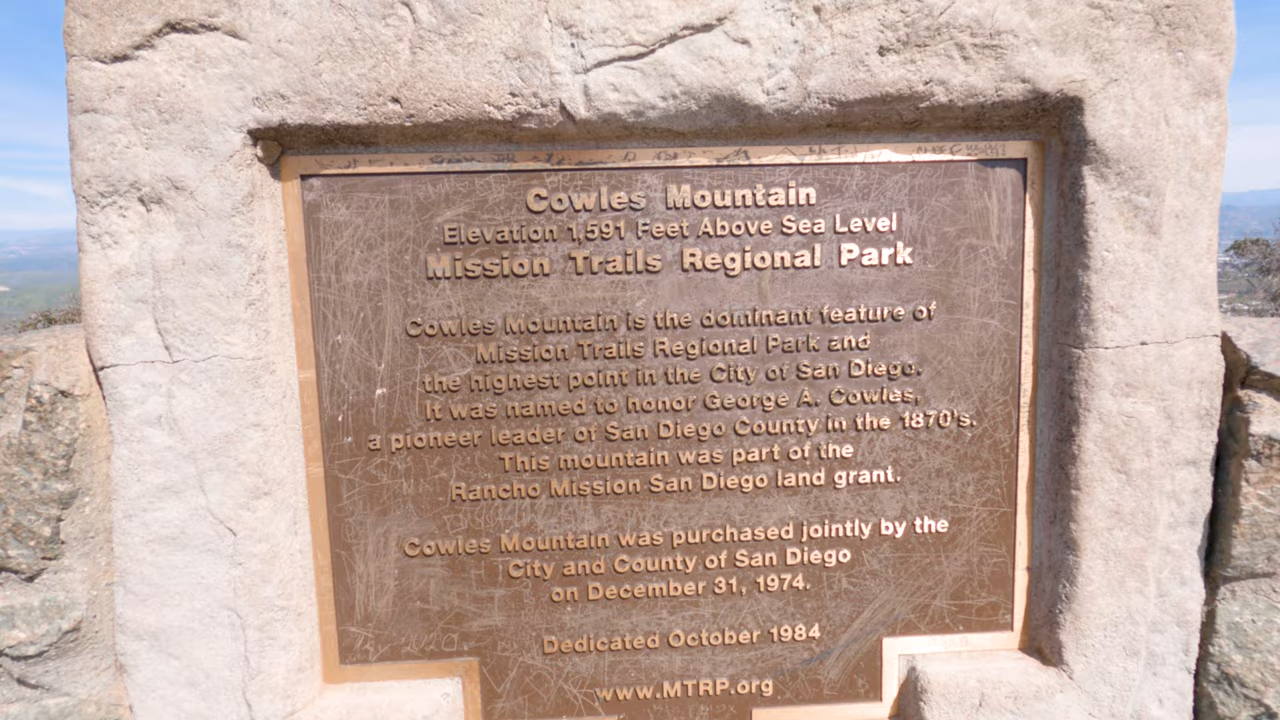 Cowles Mountain
Elevation 1,591 Feet Above Sea Level
Mission Trails Regional Park
Cowles Mountain is the dominant feature of
Mission Trails Regional Park and
the highest point in the City of San Diego.
It was named to honor George A. Cowles,
a pioneer leader of San Diego County in the 1870's.
This mountain was part of the
Rancho Mission San Diego land grant.
Cowles Mountain was purchased jointly by the
City and County of San Diego
on December 31, 1974.
Dedicated October 1984
www.MTRP.org